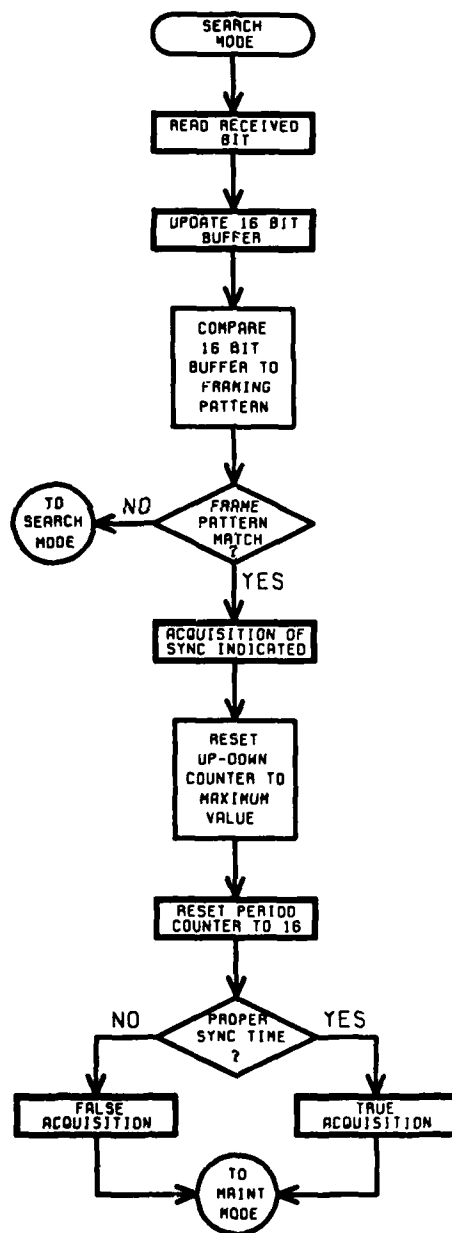 SEARCH
MODE
READ RECEIVED
BIT
UPDATE 16 BIT
BUFFER
COMPARE
16 BIT
BUFFER TO
FRAMING
PATTERN
FRAME
PATTERN
MATCH
?
NO
TO
SEARCH
MODE
YES
ACQUISITION OF
SYNC INDICATED
RESET
UP-DOWN
COUNTER TO
MAXIMUM
VALUE
RESET PERIOD
COUNTER TO 16
PROPER
SYNC TIME
?
NO
YES
FALSE
ACQUISITION
TRUE
ACQUISITION
TO
MAINT
MODE